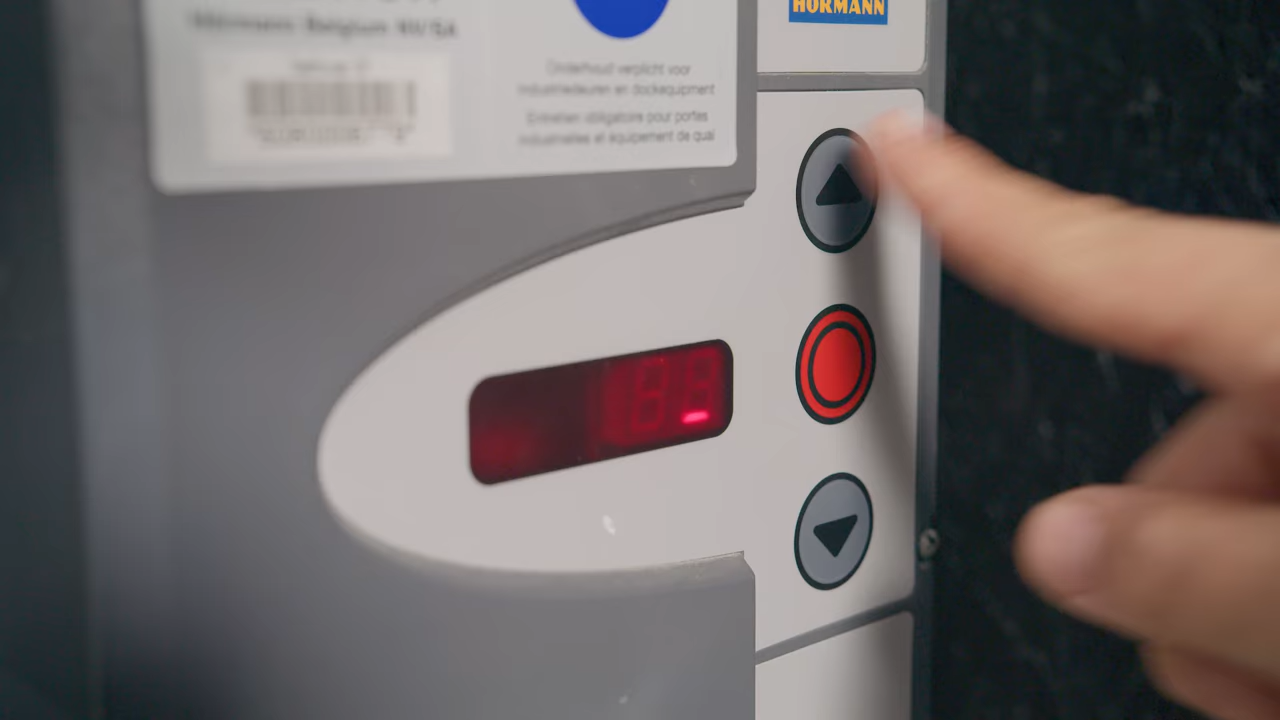 Hörmann Belgium NV/SA
Onderhoud verplicht voor
industriedeuren en dockequipment
Entretien obligatoire pour portes
industrielles et équipement de quai
HÖRMANN